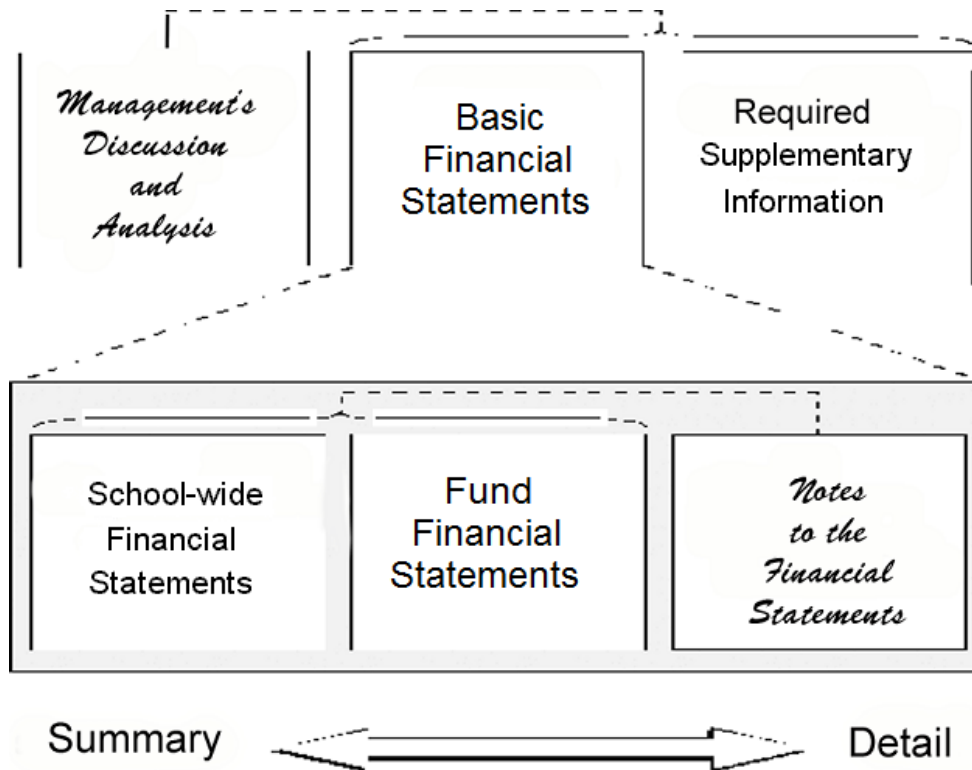 Management's
Discussion
and
Analysis
Basic
Financial
Statements
Required
Supplementary
Information
School-wide
Financial
Statements
Fund
Financial
Statements
Notes
to the
Financial
Statements
Summary
Detail